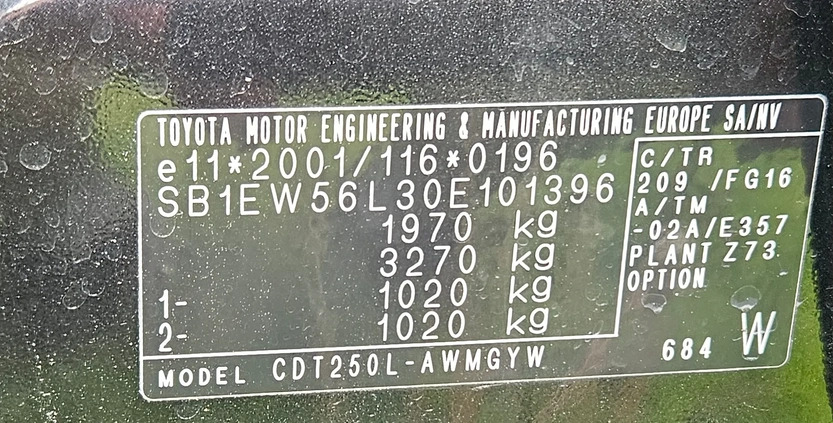 TOYOTA MOTOR ENGINEERING & MANUFACTURING EUROPE SA/NV
e11*2001/116*0196
SB1EW56L30E101396
1970 kg
3270 kg
1- 1020 kg
2- 1020 kg
C/TR
209 /FG16
A/TM
-02A/E357
PLANT Z73
OPTION
684 W
MODEL CDT250L-AWMGYW